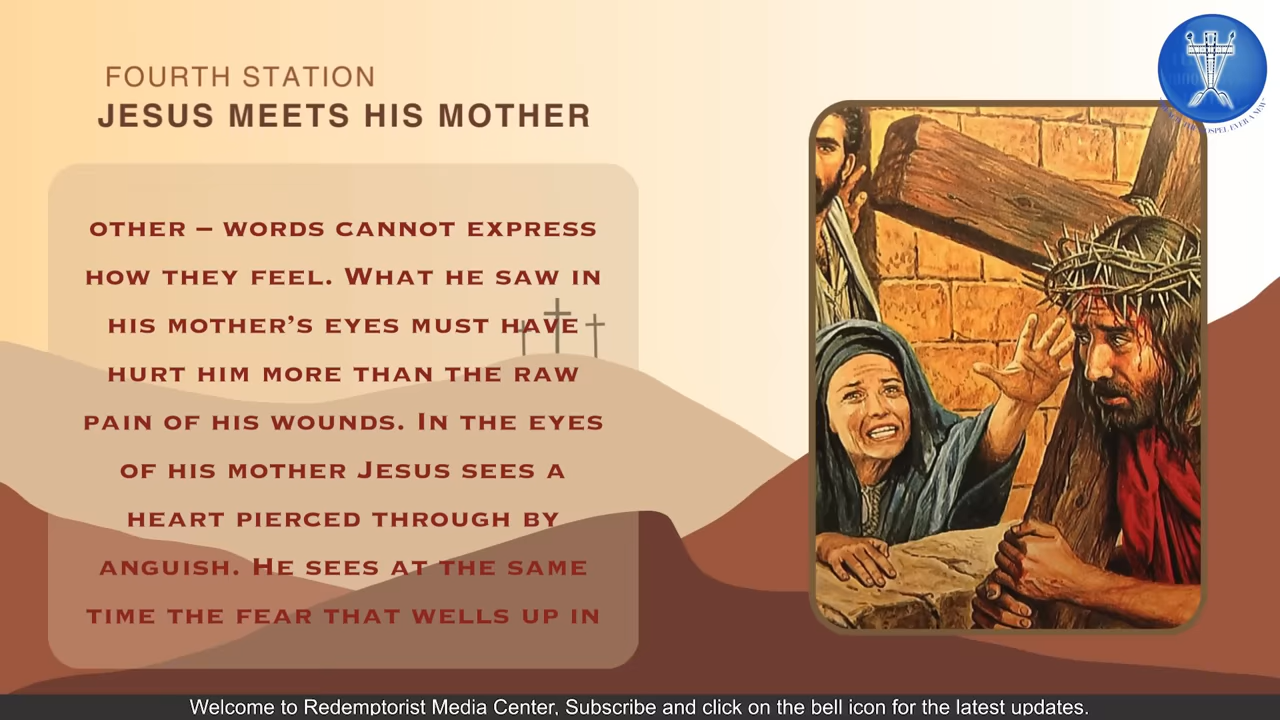 FOURTH STATION
JESUS MEETS HIS MOTHER
OTHER – WORDS CANNOT EXPRESS
HOW THEY FEEL. WHAT HE SAW IN
HIS MOTHER'S EYES MUST HAVE
HURT HIM MORE THAN THE RAW
PAIN OF HIS WOUNDS. IN THE EYES
OF HIS MOTHER JESUS SEES A
HEART PIERCED THROUGH BY
ANGUISH. HE SEES AT THE SAME
TIME THE FEAR THAT WELLS UP IN
Welcome to Redemptorist Media Center, Subscribe and click on the bell icon for the latest updates.